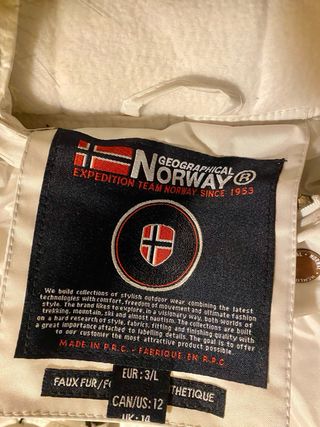 GEOGRAPHICAL
NORWAY®
EXPEDITION TEAM NORWAY SINCE 1953
We build collections of stylish outdoor wear combining the latest
technologies with comfort, freedom of movement and ultimate fashion
style. The brand likes to explore, in a visionary way, both worlds of
trekking, mountain, ski and almost nautism. The collections are built
on a hard research of style, fabrics, fitting and finishing quality with
a great importance attached to labeling details. The goal is to offer
to our customer the most attractive product possible
MADE IN P.R.C. - FABRIQUE EN R.P.C
EUR: 3/L
FAUX FUR/FO THETIQUE
CAN/US: 12
UK: 14